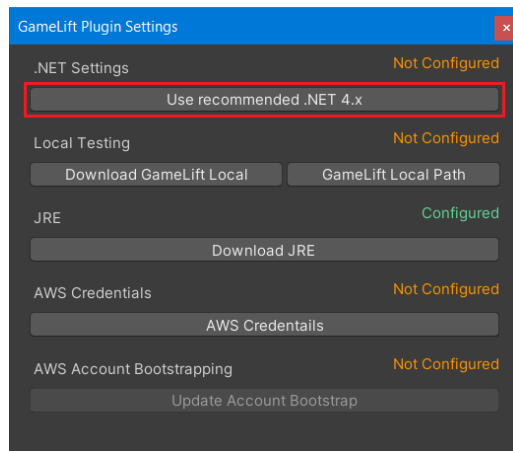 GameLift Plugin Settings
.NET Settings Not Configured
Use recommended .NET 4.x
Local Testing Not Configured
Download GameLift Local GameLift Local Path
JRE Configured
Download JRE
AWS Credentials Not Configured
AWS Credentails
AWS Account Bootstrapping Not Configured
Update Account Bootstrap